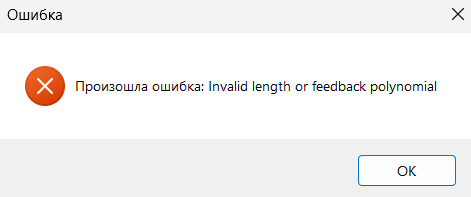 Ошибка
Произошла ошибка: Invalid length or feedback polynomial
OK